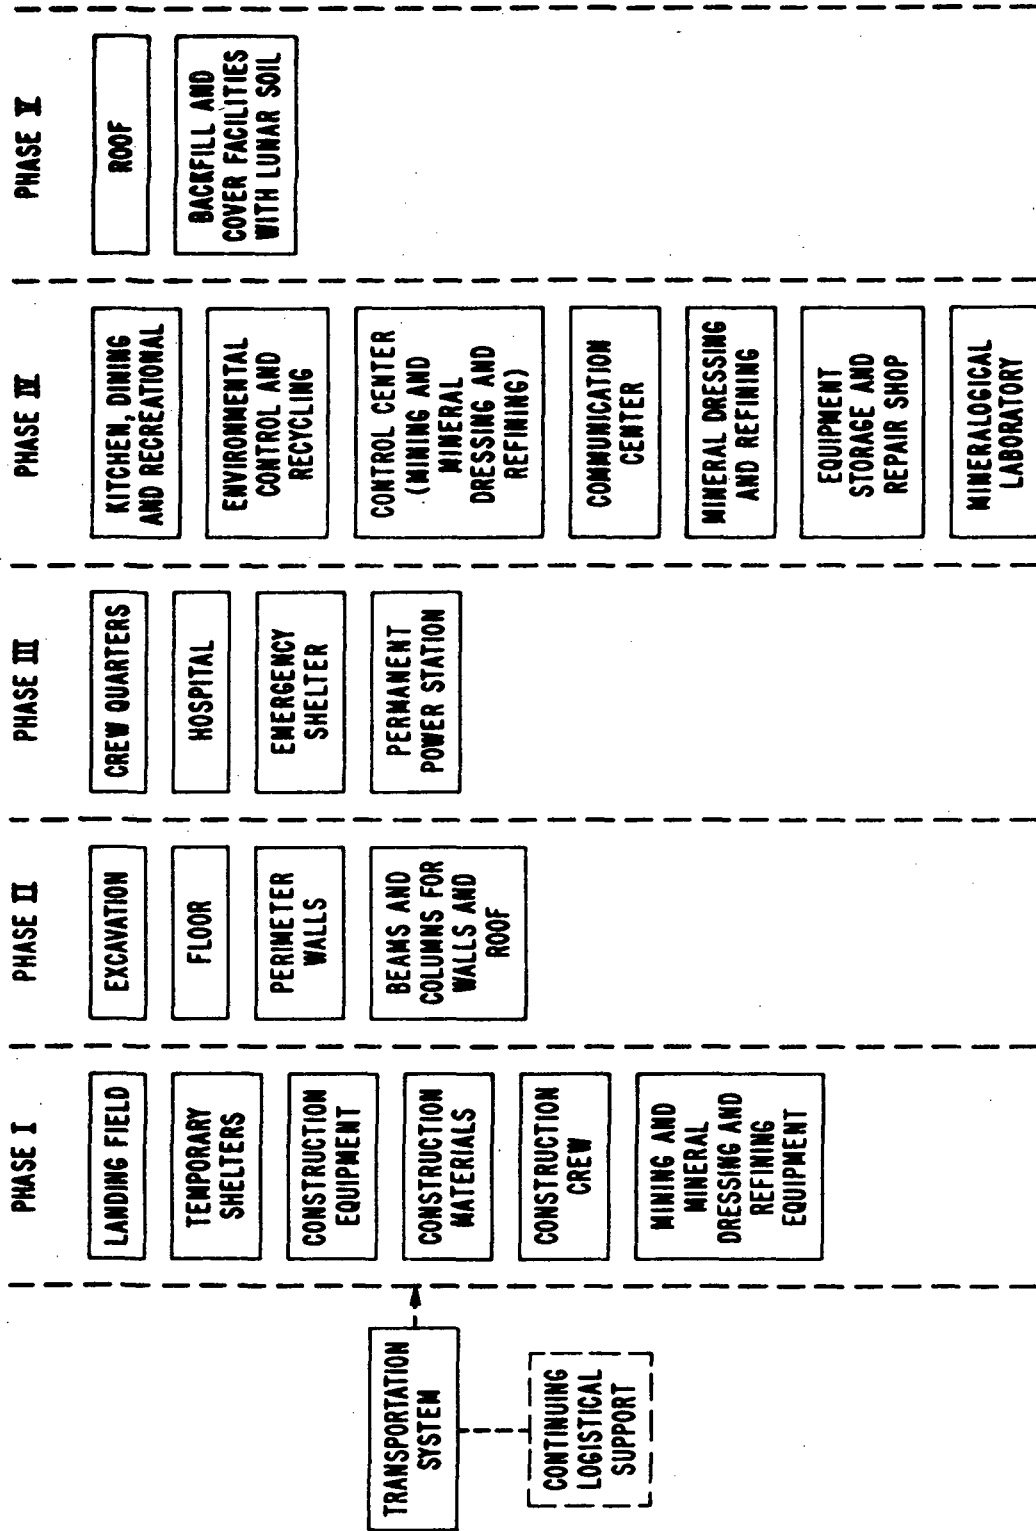 TRANSPORTATION
SYSTEM
CONTINUING
LOGISTICAL
SUPPORT
PHASE I
LANDING FIELD
TEMPORARY
SHELTERS
CONSTRUCTION
EQUIPMENT
CONSTRUCTION
MATERIALS
CONSTRUCTION
CREW
MINING AND
MINERAL
DRESSING AND
REFINING
EQUIPMENT
PHASE II
EXCAVATION
FLOOR
PERIMETER
WALLS
BEAMS AND
COLUMNS FOR
WALLS AND
ROOF
PHASE III
CREW QUARTERS
HOSPITAL
EMERGENCY
SHELTER
PERMANENT
POWER STATION
PHASE IV
KITCHEN, DINING
AND RECREATIONAL
ENVIRONMENTAL
CONTROL AND
RECYCLING
CONTROL CENTER
(MINING AND
MINERAL
DRESSING AND
REFINING)
COMMUNICATION
CENTER
MINERAL DRESSING
AND REFINING
EQUIPMENT
STORAGE AND
REPAIR SHOP
MINERALOGICAL
LABORATORY
PHASE V
ROOF
BACKFILL AND
COVER FACILITIES
WITH LUNAR SOIL